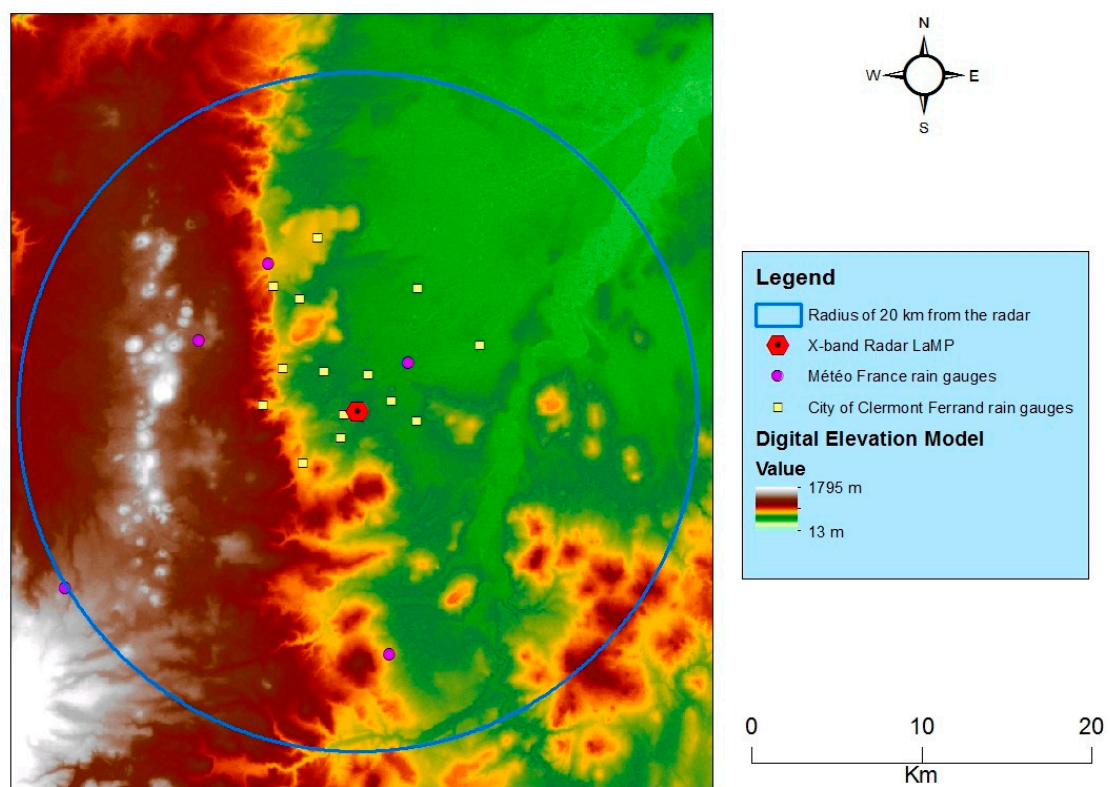 N
W E
S
Legend
Radius of 20 km from the radar
X-band Radar LaMP
Météo France rain gauges
City of Clermont Ferrand rain gauges
Digital Elevation Model
Value
1795 m
13 m
0 10 20
Km